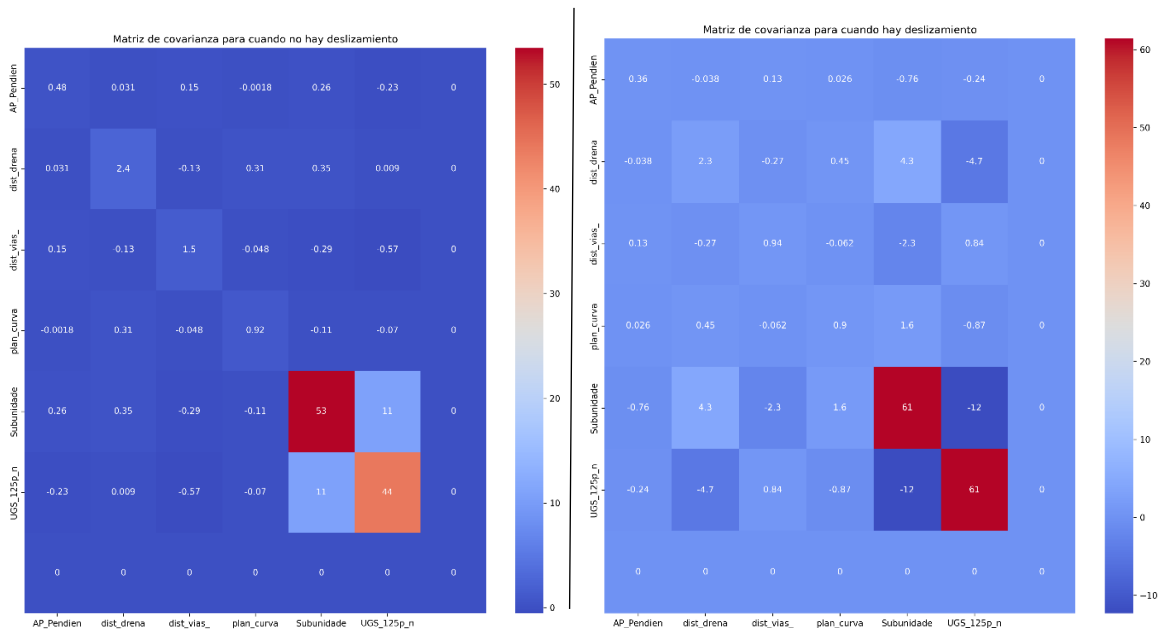 Matriz de covarianza para cuando no hay deslizamiento
AP_Pendien 0.48 0.031 0.15 -0.0018 0.26 -0.23 0
dist_drena 0.031 2.4 -0.13 0.31 0.35 0.009 0
dist_vias_ 0.15 -0.13 1.5 -0.048 -0.29 -0.57 0
plan_curva -0.0018 0.31 -0.048 0.92 -0.11 -0.07 0
Subunidade 0.26 0.35 -0.29 -0.11 53 11 0
UGS_125p_n -0.23 0.009 -0.57 -0.07 11 44 0
0 0 0 0 0 0 0
AP_Pendien dist_drena dist_vias_ plan_curva Subunidade UGS_125p_n
50
40
30
20
10
0
Matriz de covarianza para cuando hay deslizamiento
AP_Pendien 0.36 -0.038 0.13 0.026 -0.76 -0.24 0
dist_drena -0.038 2.3 -0.27 0.45 4.3 -4.7 0
dist_vias_ 0.13 -0.27 0.94 -0.062 -2.3 0.84 0
plan_curva 0.026 0.45 -0.062 0.9 1.6 -0.87 0
Subunidade -0.76 4.3 -2.3 1.6 61 -12 0
UGS_125p_n -0.24 -4.7 0.84 -0.87 -12 61 0
0 0 0 0 0 0 0
AP_Pendien dist_drena dist_vias_ plan_curva Subunidade UGS_125p_n
60
50
40
30
20
10
0
−10